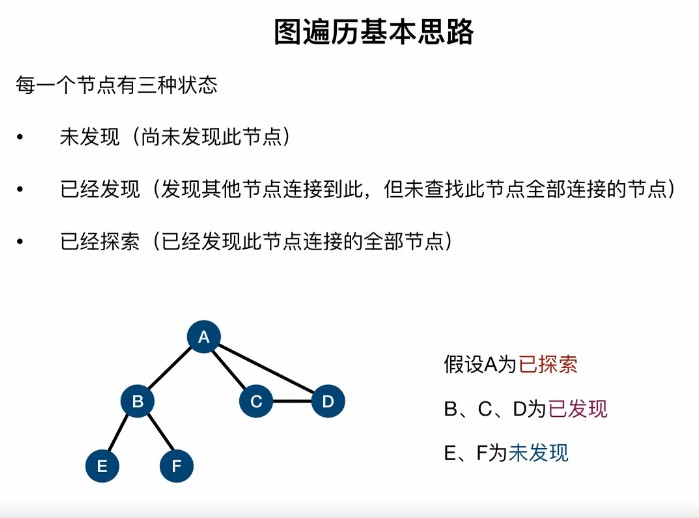 图遍历基本思路
每一个节点有三种状态
• 未发现（尚未发现此节点）
• 已经发现（发现其他节点连接到此，但未查找此节点全部连接的节点）
• 已经探索（已经发现此节点连接的全部节点）
A
假设A为已探索
B C D
B、C、D为已发现
E F
E、F为未发现